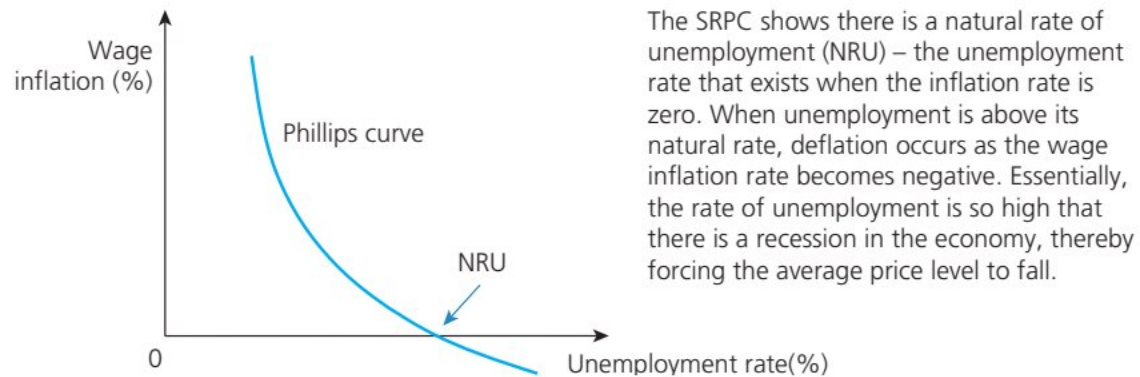 Wage
inflation (%)
Phillips curve
NRU
0
Unemployment rate(%)
The SRPC shows there is a natural rate of
unemployment (NRU) – the unemployment
rate that exists when the inflation rate is
zero. When unemployment is above its
natural rate, deflation occurs as the wage
inflation rate becomes negative. Essentially,
the rate of unemployment is so high that
there is a recession in the economy, thereby
forcing the average price level to fall.